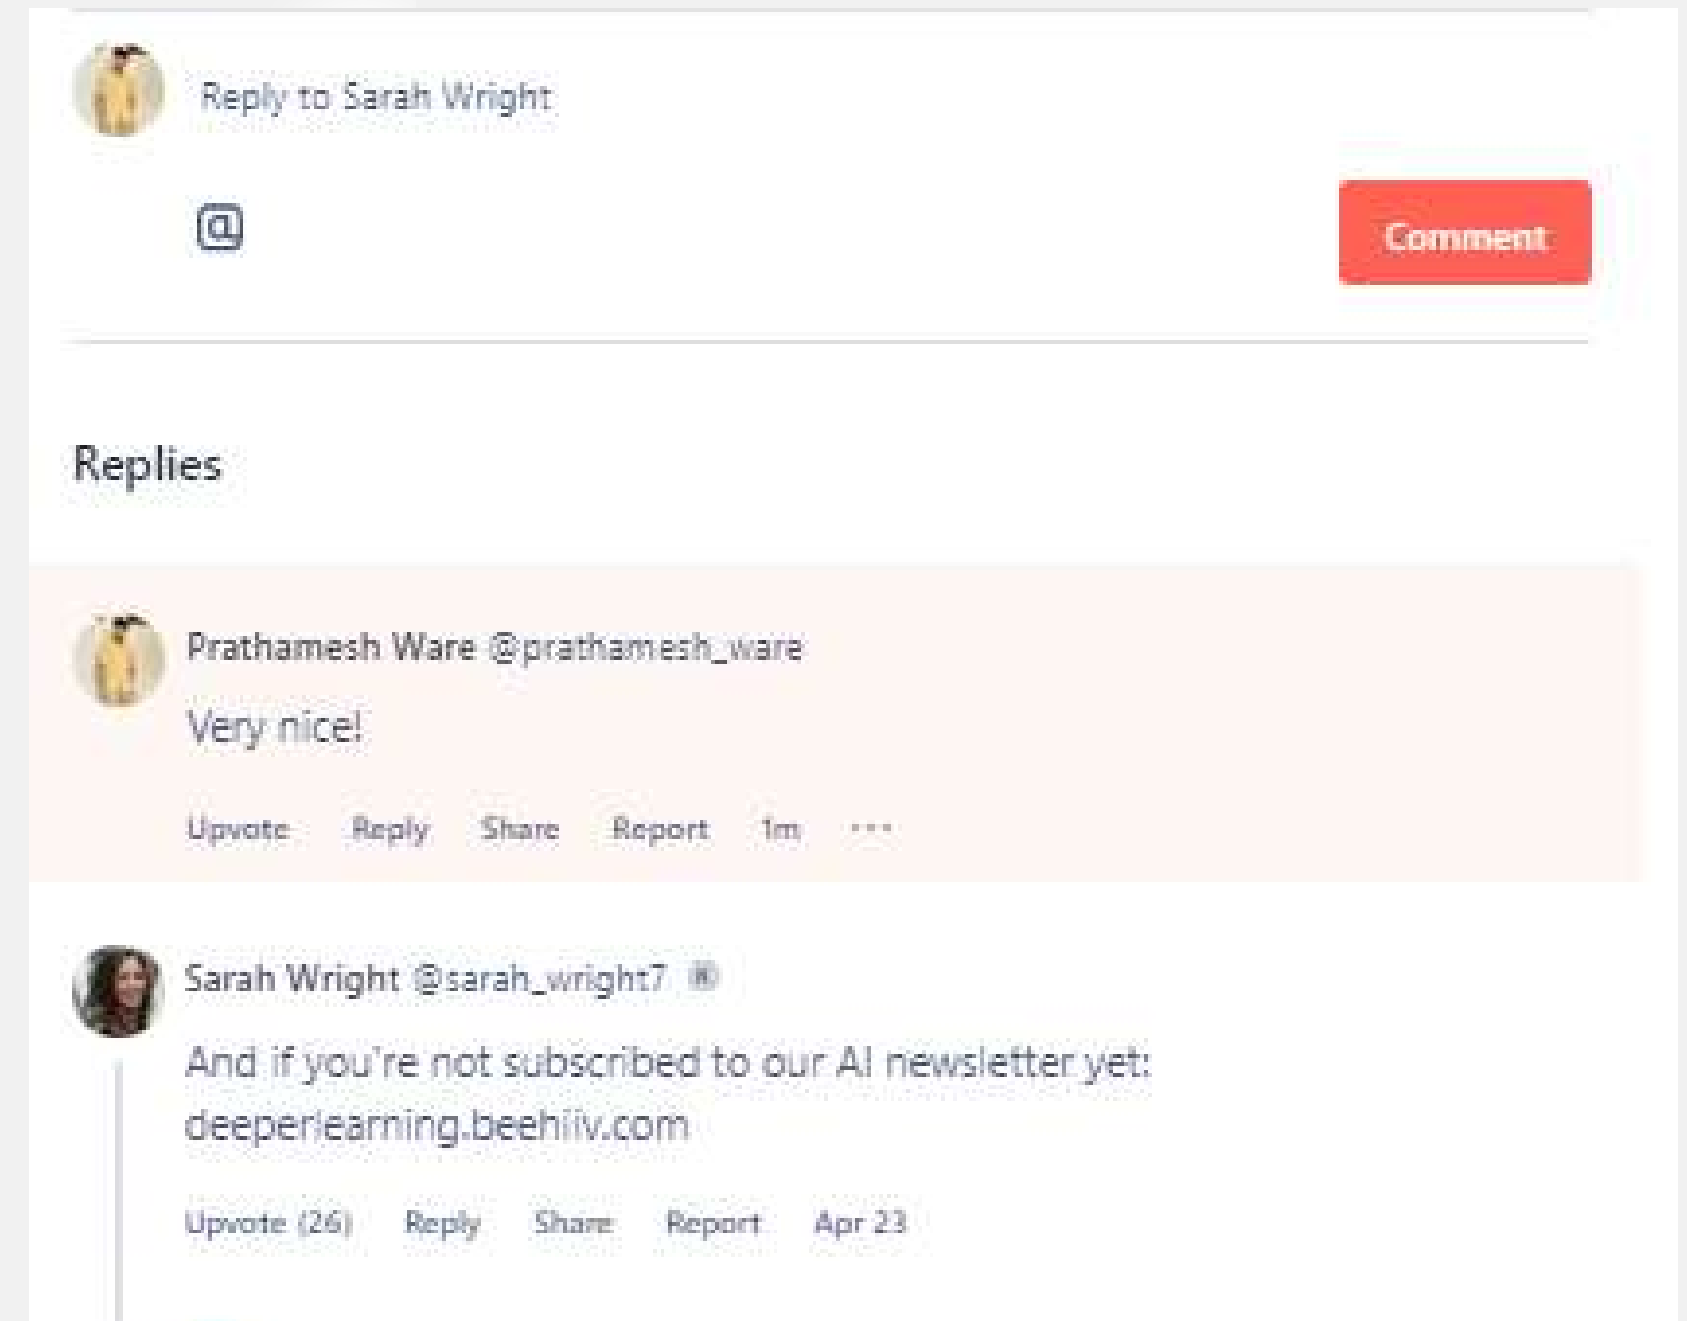 Reply to Sarah Wright
@
Comment
Replies
Prathamesh Ware @prathamesh_ware
Very nice!
Upvote Reply Share Report 1m ...
Sarah Wright @sarah_wright7
And if you're not subscribed to our AI newsletter yet:
deeperlearning.beehiiv.com
Upvote (26) Reply Share Report Apr 23